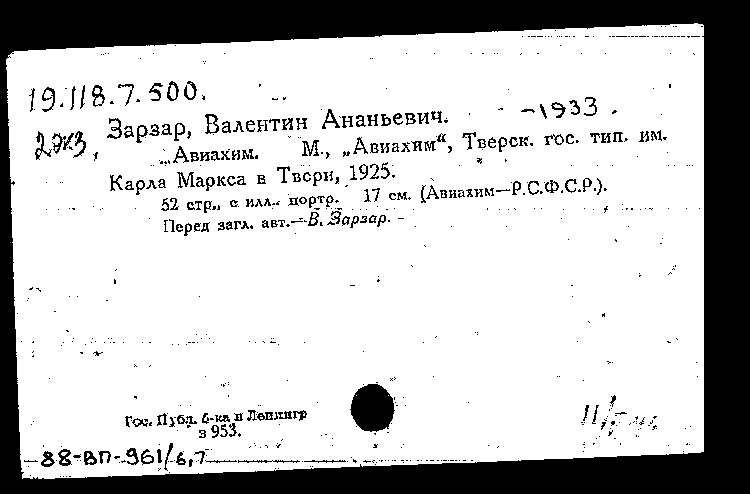 19.118.7.500.
Зарзар, Валентин Ананьевич. -1933.
2экз, „Авиахим. М., „Авиахим“, Тверск. гос. тип. им.
Карла Маркса в Твери, 1925.
52 стр., с илл., портр. 17 см. (Авиахим—Р.С.Ф.С.Р.).
Перед загл. авт.—В. Зарзар. -
Гос. Публ. б-ка в Ленингр
з 953.
88-ВП-961/6,7